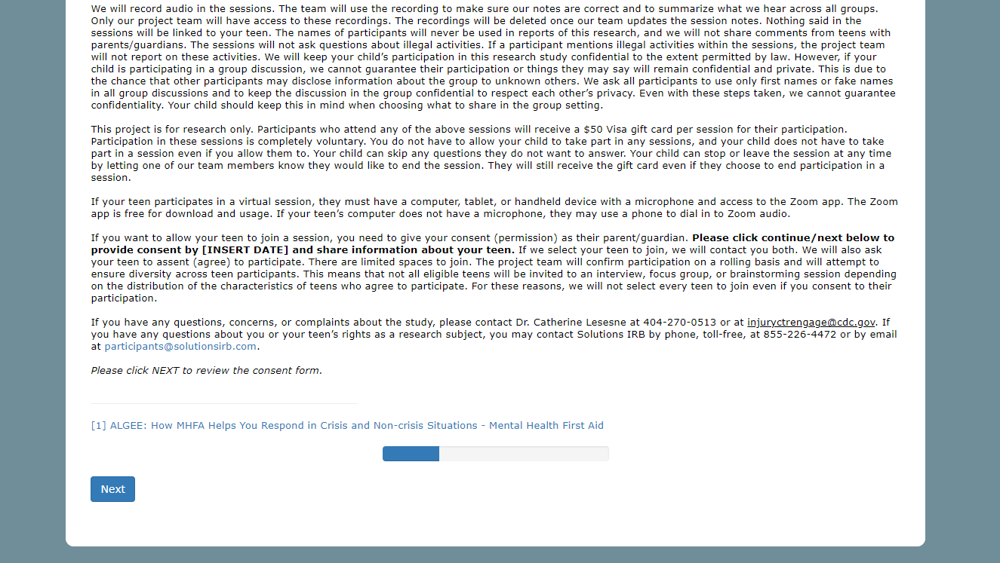 We will record audio in the sessions. The team will use the recording to make sure our notes are correct and to summarize what we hear across all groups.
Only our project team will have access to these recordings. The recordings will be deleted once our team updates the session notes. Nothing said in the
sessions will be linked to your teen. The names of participants will never be used in reports of this research, and we will not share comments from teens with
parents/guardians. The sessions will not ask questions about illegal activities. If a participant mentions illegal activities within the sessions, the project team
will not report on these activities. We will keep your child’s participation in this research study confidential to the extent permitted by law. However, if your
child is participating in a group discussion, we cannot guarantee their participation or things they may say will remain confidential and private. This is due to
the chance that other participants may disclose information about the group to unknown others. We ask all participants to use only first names or fake names
in all group discussions and to keep the discussion in the group confidential to respect each other’s privacy. Even with these steps taken, we cannot guarantee
confidentiality. Your child should keep this in mind when choosing what to share in the group setting.
This project is for research only. Participants who attend any of the above sessions will receive a $50 Visa gift card per session for their participation.
Participation in these sessions is completely voluntary. You do not have to allow your child to take part in any sessions, and your child does not have to take
part in a session even if you allow them to. Your child can skip any questions they do not want to answer. Your child can stop or leave the session at any time
by letting one of our team members know they would like to end the session. They will still receive the gift card even if they choose to end participation in a
session.
If your teen participates in a virtual session, they must have a computer, tablet, or handheld device with a microphone and access to the Zoom app. The Zoom
app is free for download and usage. If your teen’s computer does not have a microphone, they may use a phone to dial in to Zoom audio.
If you want to allow your teen to join a session, you need to give your consent (permission) as their parent/guardian. Please click continue/next below to
provide consent by [INSERT DATE] and share information about your teen. If we select your teen to join, we will contact you both. We will also ask
your teen to assent (agree) to participate. There are limited spaces to join. The project team will confirm participation on a rolling basis and will attempt to
ensure diversity across teen participants. This means that not all eligible teens will be invited to an interview, focus group, or brainstorming session depending
on the distribution of the characteristics of teens who agree to participate. For these reasons, we will not select every teen to join even if you consent to their
participation.
If you have any questions, concerns, or complaints about the study, please contact Dr. Catherine Lesesne at 404-270-0513 or at injuryctrengage@cdc.gov. If
you have any questions about you or your teen’s rights as a research subject, you may contact Solutions IRB by phone, toll-free, at 855-226-4472 or by email
at participants@solutionsirb.com.
Please click NEXT to review the consent form.
[1] ALGEE: How MHFA Helps You Respond in Crisis and Non-crisis Situations - Mental Health First Aid
Next